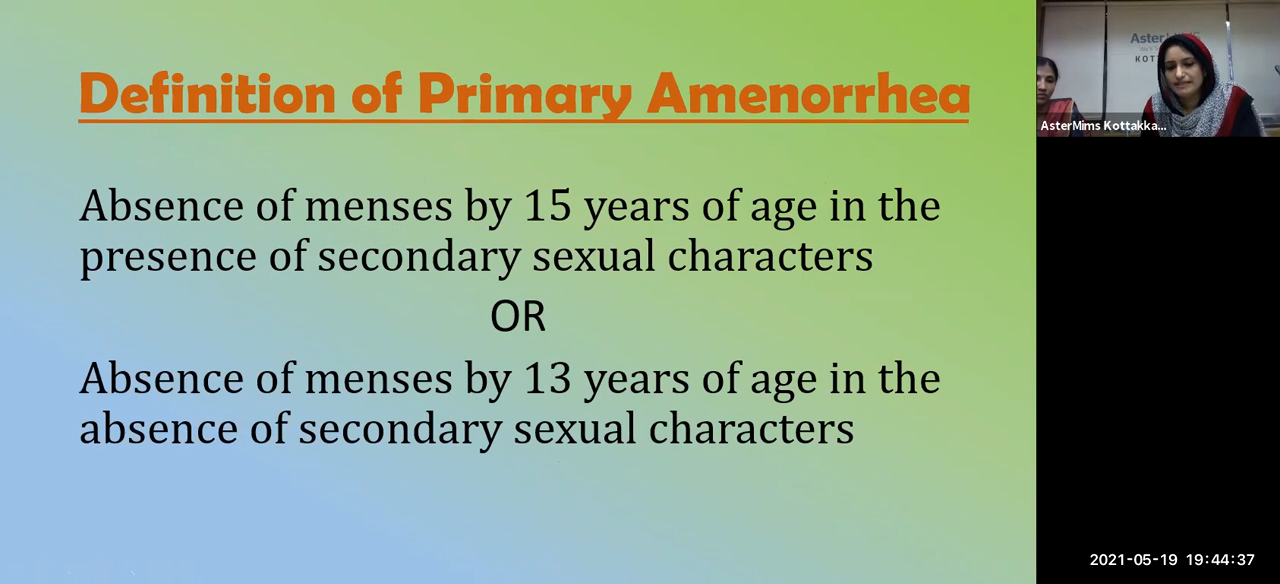 Definition of Primary Amenorrhea
Absence of menses by 15 years of age in the
presence of secondary sexual characters
OR
Absence of menses by 13 years of age in the
absence of secondary sexual characters
Aster
KOT
AsterMims Kottakka...
2021-05-19 19:44:37